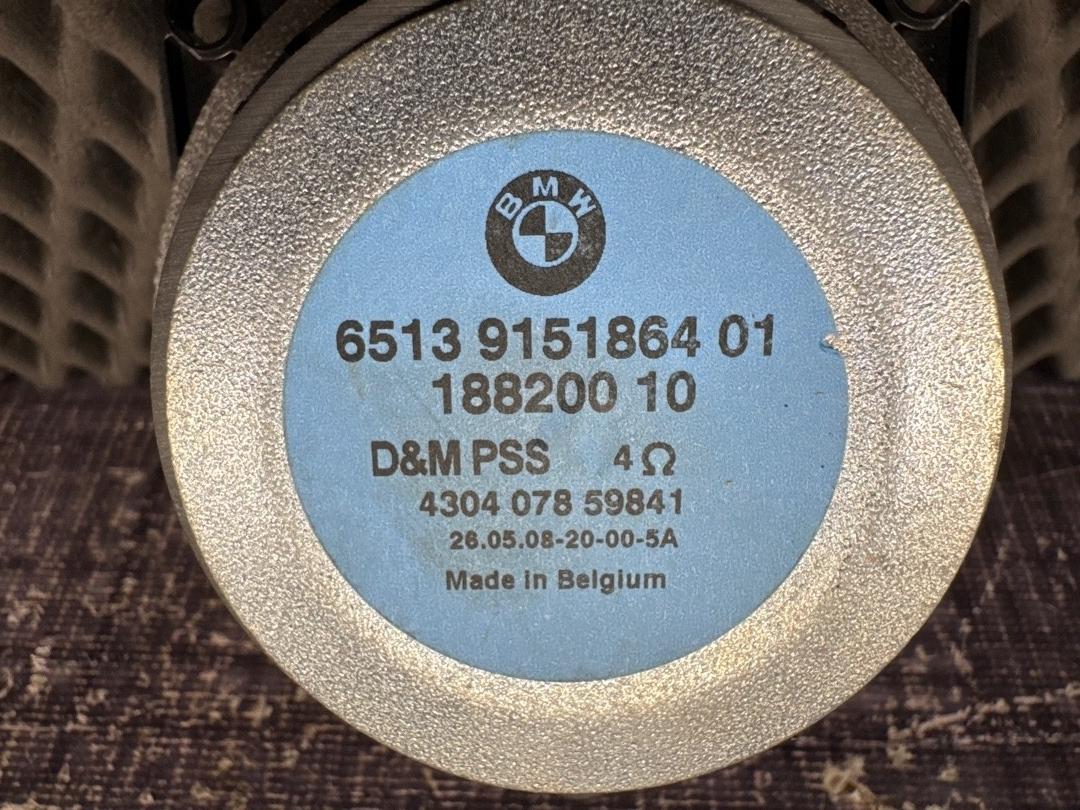 BMW
6513 9151864 01
188200 10
D&M PSS 4Ω
4304 078 59841
26.05.08-20-00-5A
Made in Belgium